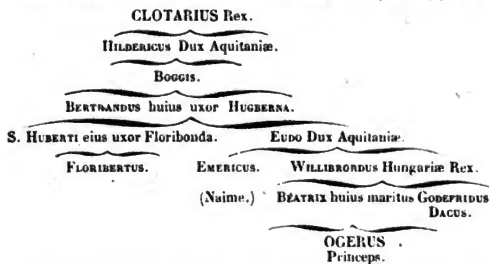 CLOTARIUS Rex.
HILDERICUS Dux Aquitaniæ.
BOGGIS.
BERTRANDUS huius uxor HUGBERNA.
S. HUBERTI eius uxor Floribonda. EUDO Dux Aquitaniæ.
FLORIBERTUS. EMERICUS. WILLIBRORDUS Hungariæ Rex.
(Naime.) BEATRIX huius maritus GODEFRIDUS
DACUS.
OGERUS
Princeps.